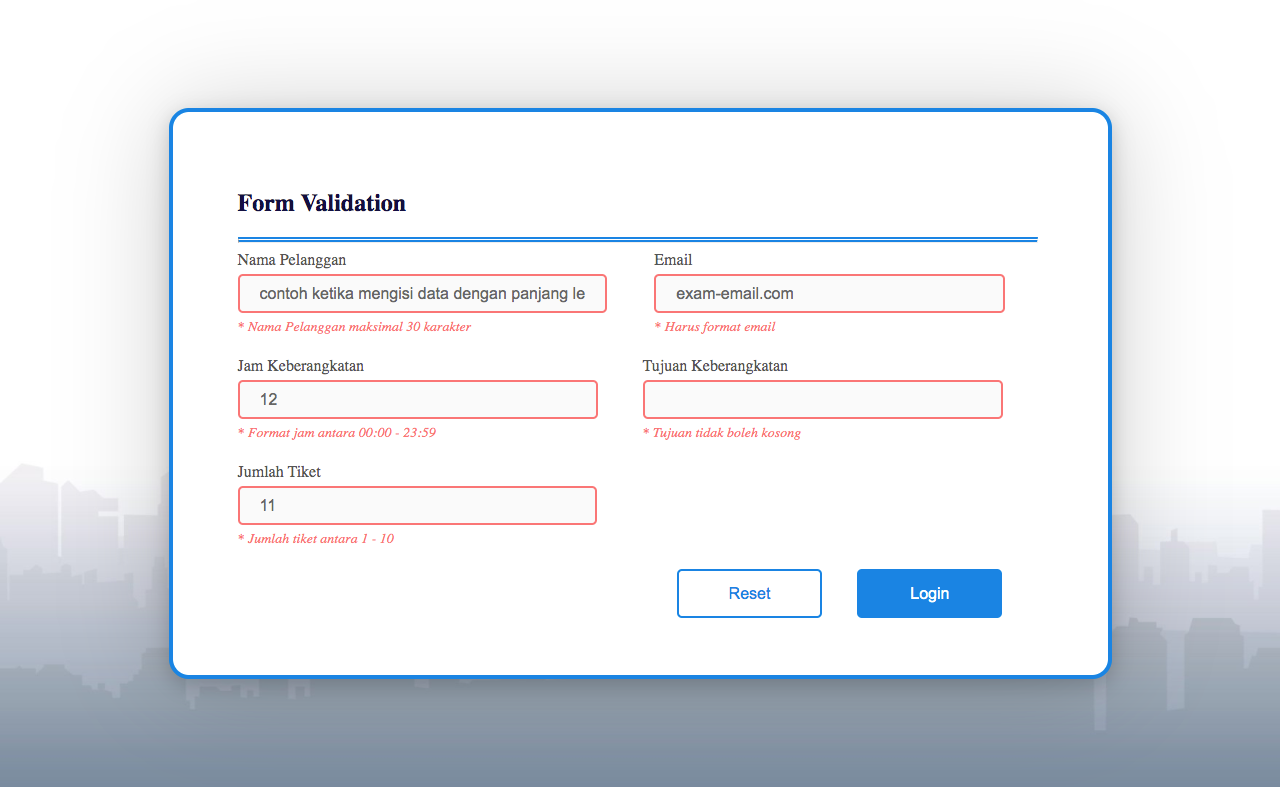 Form Validation
Nama Pelanggan
contoh ketika mengisi data dengan panjang le
* Nama Pelanggan maksimal 30 karakter
Email
exam-email.com
* Harus format email
Jam Keberangkatan
12
* Format jam antara 00:00 - 23:59
Tujuan Keberangkatan
* Tujuan tidak boleh kosong
Jumlah Tiket
11
* Jumlah tiket antara 1 - 10
Reset
Login